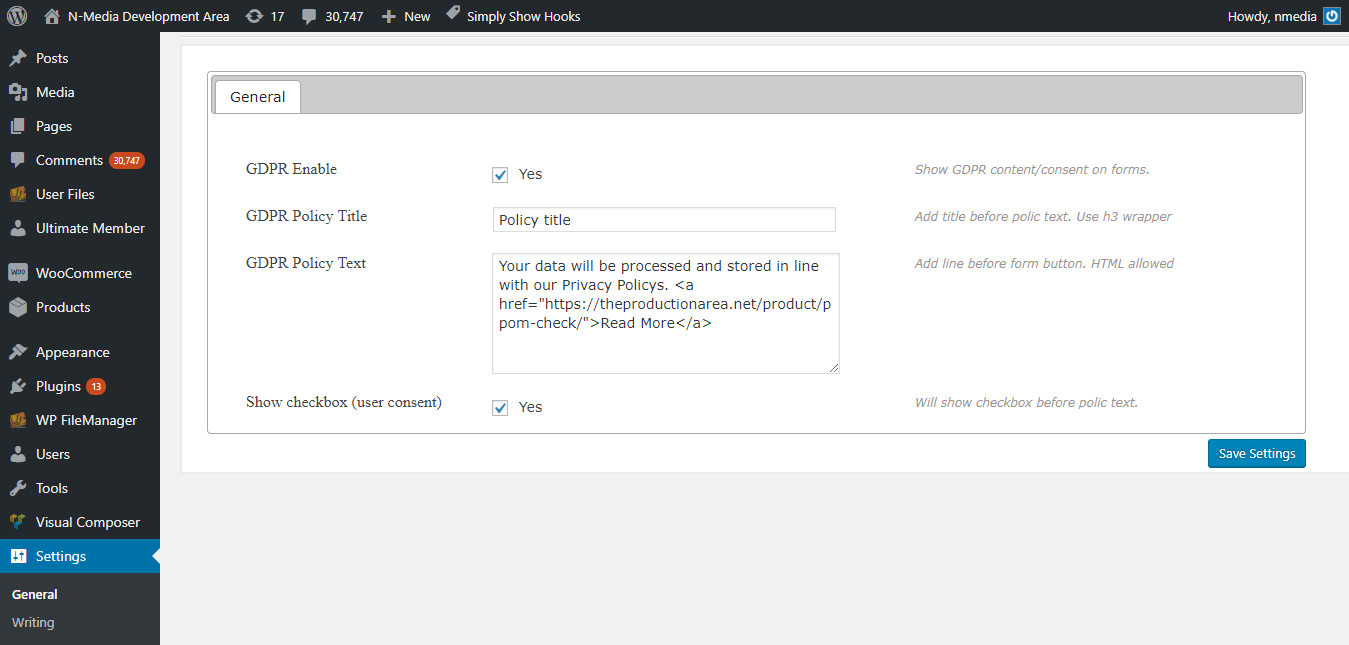 N-Media Development Area 17 30,747 New Simply Show Hooks Howdy, nmedia
Posts
Media
Pages
Comments 30,747
User Files
Ultimate Member
WooCommerce
Products
Appearance
Plugins 13
WP FileManager
Users
Tools
Visual Composer
Settings
General
Writing
General
GDPR Enable Yes Show GDPR content/consent on forms.
GDPR Policy Title Policy title Add title before polic text. Use h3 wrapper
GDPR Policy Text Your data will be processed and stored in line Add line before form button. HTML allowed
with our Privacy Policys. <a
href="https://theproductionarea.net/product/p
pom-check/">Read More</a>
Show checkbox (user consent) Yes Will show checkbox before polic text.
Save Settings